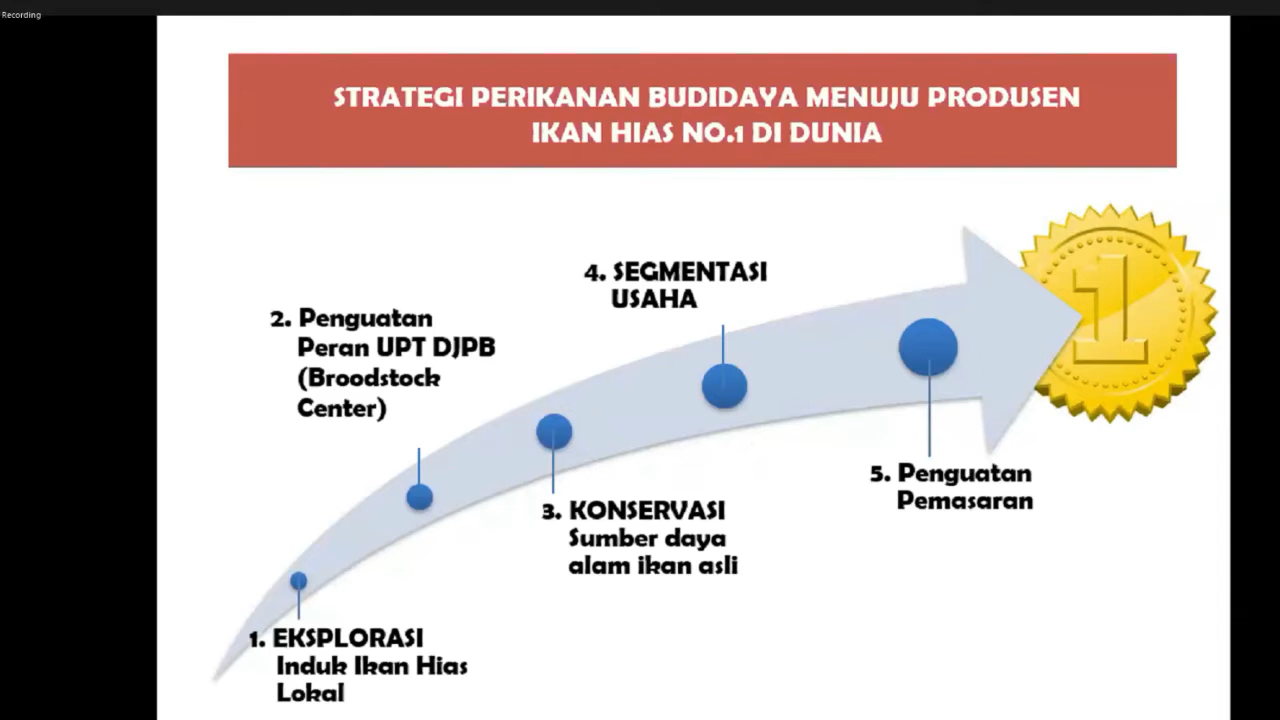 Recording
STRATEGI PERIKANAN BUDIDAYA MENUJU PRODUSEN
IKAN HIAS NO.1 DI DUNIA
1
4. SEGMENTASI
USAHA
2. Penguatan
Peran UPT DJPB
(Broodstock
Center)
5. Penguatan
Pemasaran
3. KONSERVASI
Sumber daya
alam ikan asli
1. EKSPLORASI
Induk Ikan Hias
Lokal